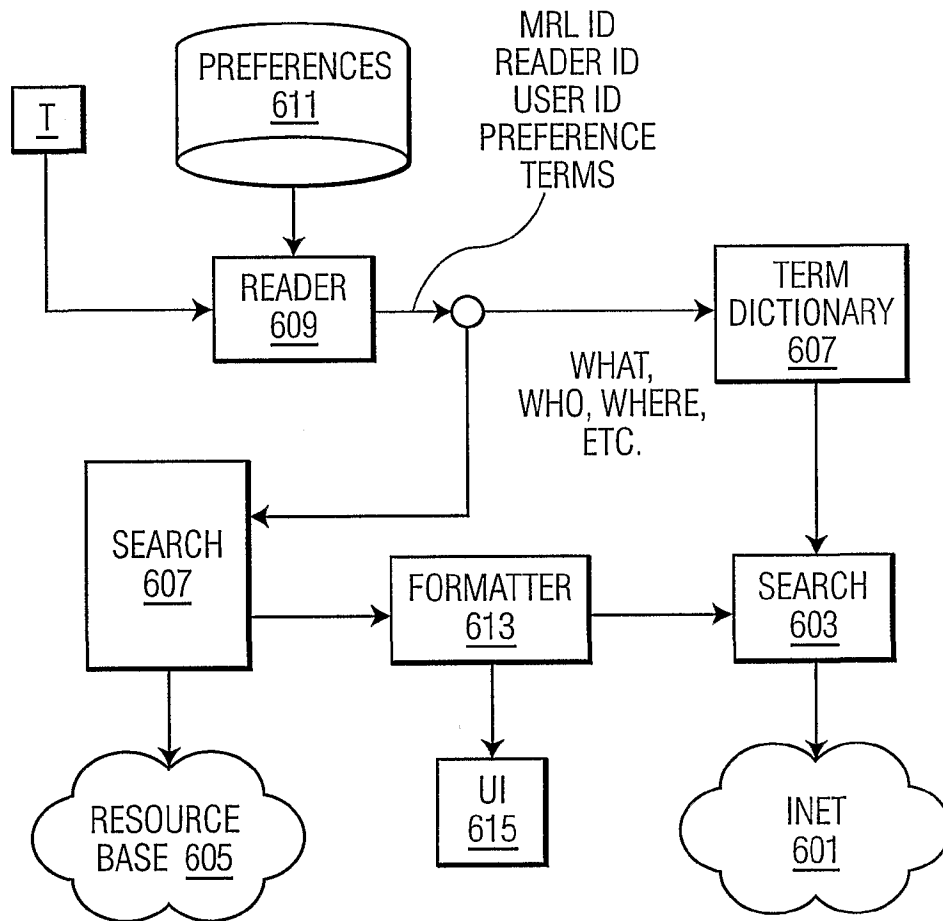 MRL ID
READER ID
USER ID
PREFERENCE
TERMS
PREFERENCES
611
T
READER
609
TERM
DICTIONARY
607
WHAT,
WHO, WHERE,
ETC.
SEARCH
607
FORMATTER
613
SEARCH
603
RESOURCE
BASE 605
UI
615
INET
601